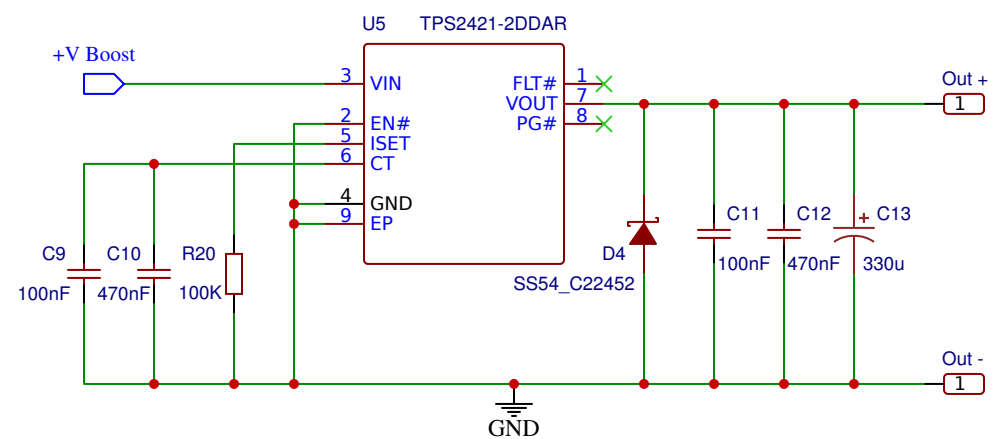 U5 TPS2421-2DDAR
+V Boost
3 VIN
FLT# 1
VOUT 7
PG# 8
2 EN#
5 ISET
6 CT
4 GND
9 EP
Out +
1
C9
100nF
C10
470nF
R20
100K
D4
SS54_C22452
C11
100nF
C12
470nF
+ C13
330u
Out -
1
GND